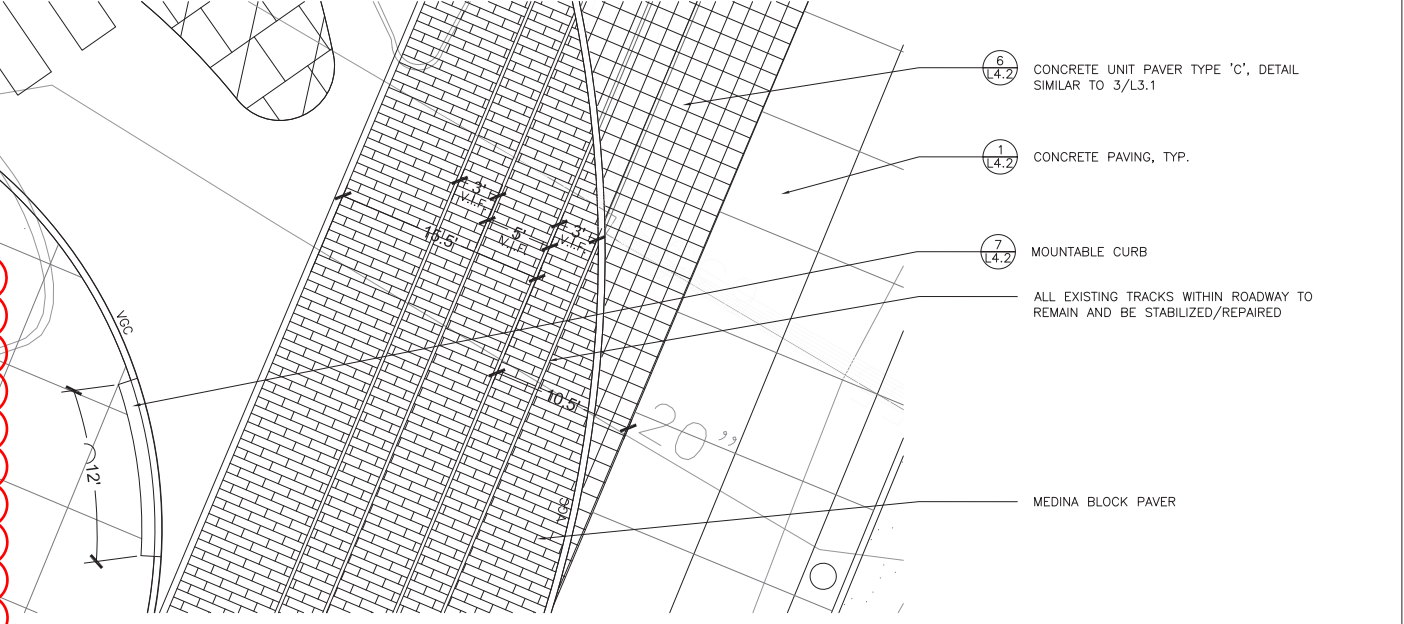 6
L4.2
CONCRETE UNIT PAVER TYPE 'C', DETAIL
SIMILAR TO 3/L3.1
1
L4.2
CONCRETE PAVING, TYP.
7
L4.2
MOUNTABLE CURB
ALL EXISTING TRACKS WITHIN ROADWAY TO
REMAIN AND BE STABILIZED/REPAIRED
MEDINA BLOCK PAVER
3'
V.I.F.
15.5'
5'
V.I.F.
3'
V.I.F.
10.5'
20"
VGC
12'